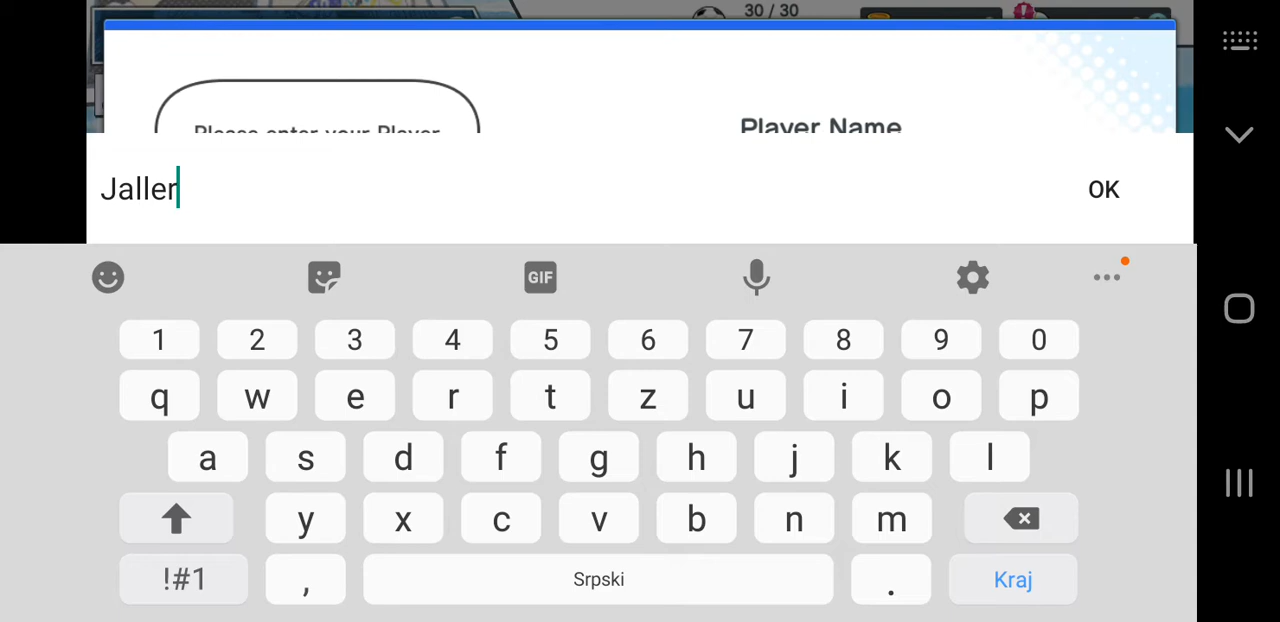 30 / 30
Please enter your Player
Player Name
Jaller
OK
GIF
1 2 3 4 5 6 7 8 9 0
q w e r t z u i o p
a s d f g h j k l
y x c v b n m
!#1 , Srpski . Kraj